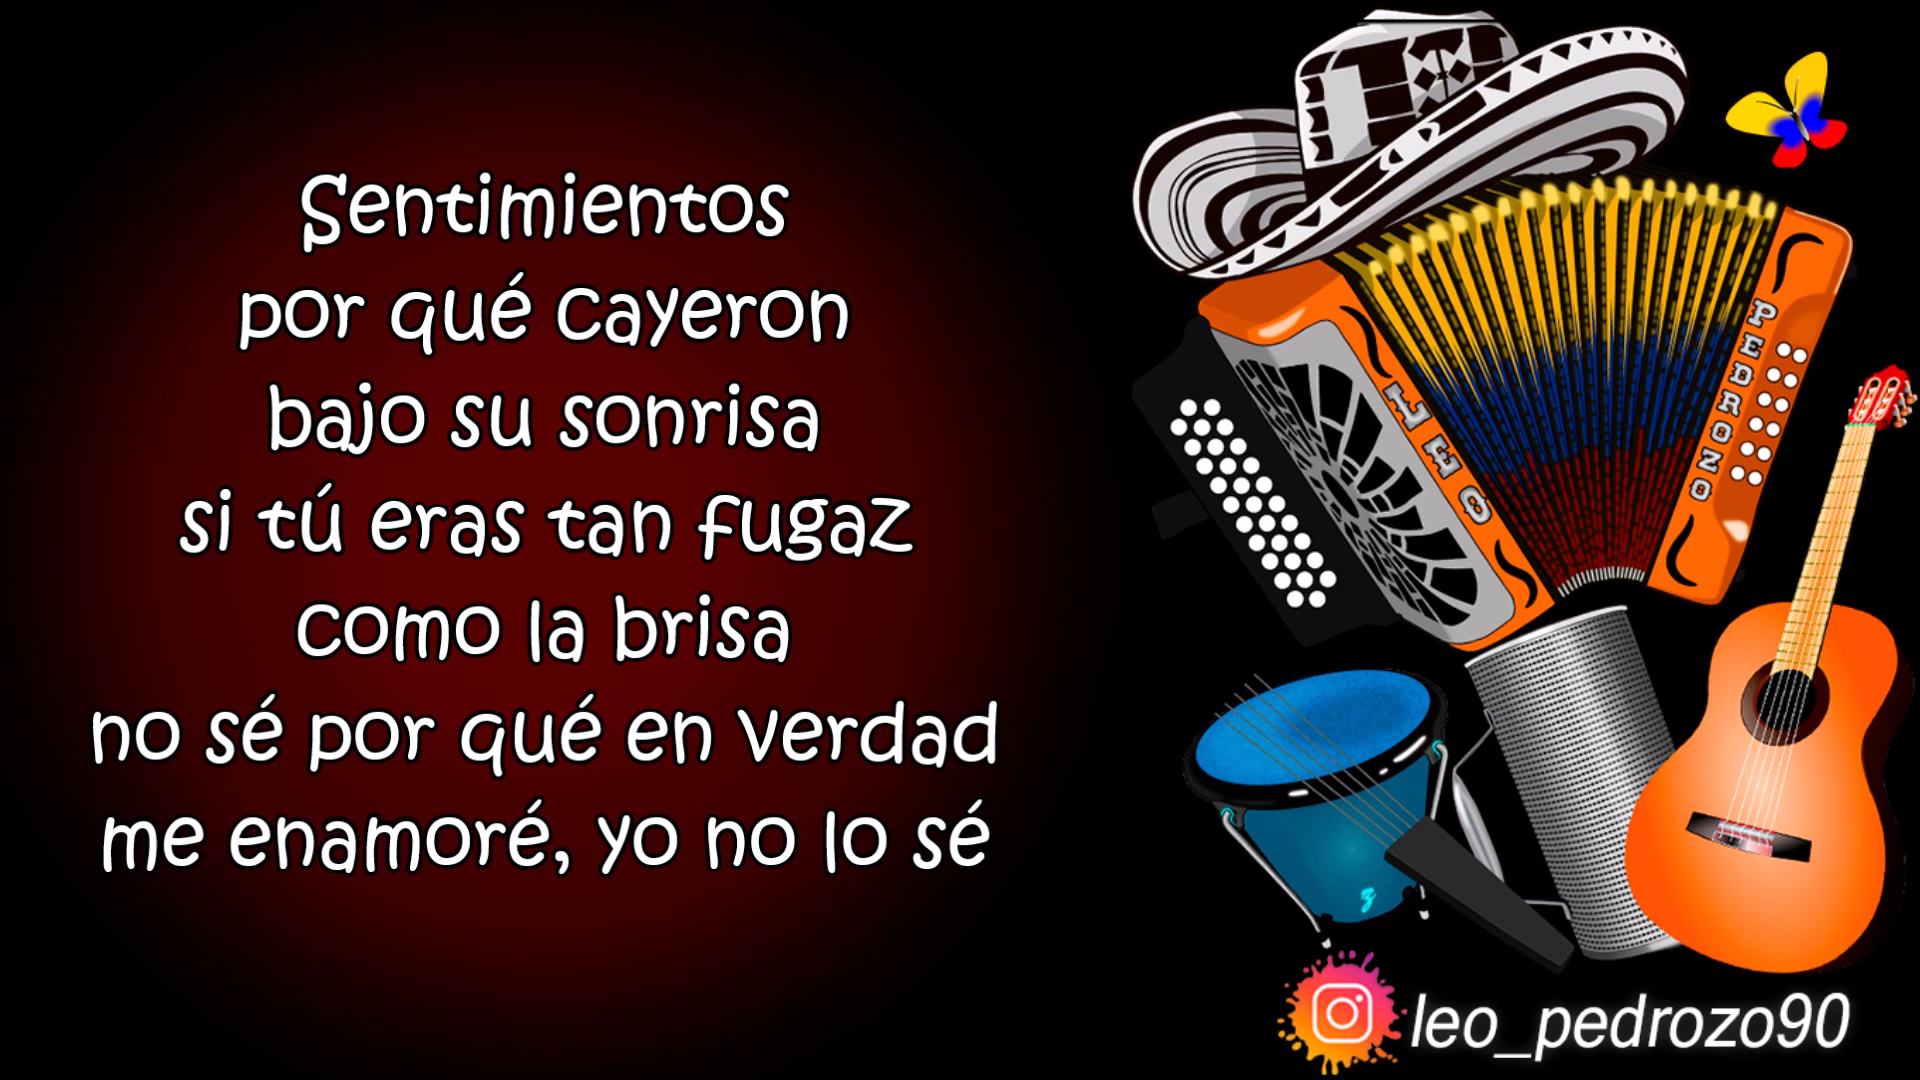 Sentimientos
por qué cayeron
bajo su sonrisa
si tú eras tan fugaz
como la brisa
no sé por qué en verdad
me enamoré, yo no lo sé
LEO
PEDROZO
z
leo_pedrozo90